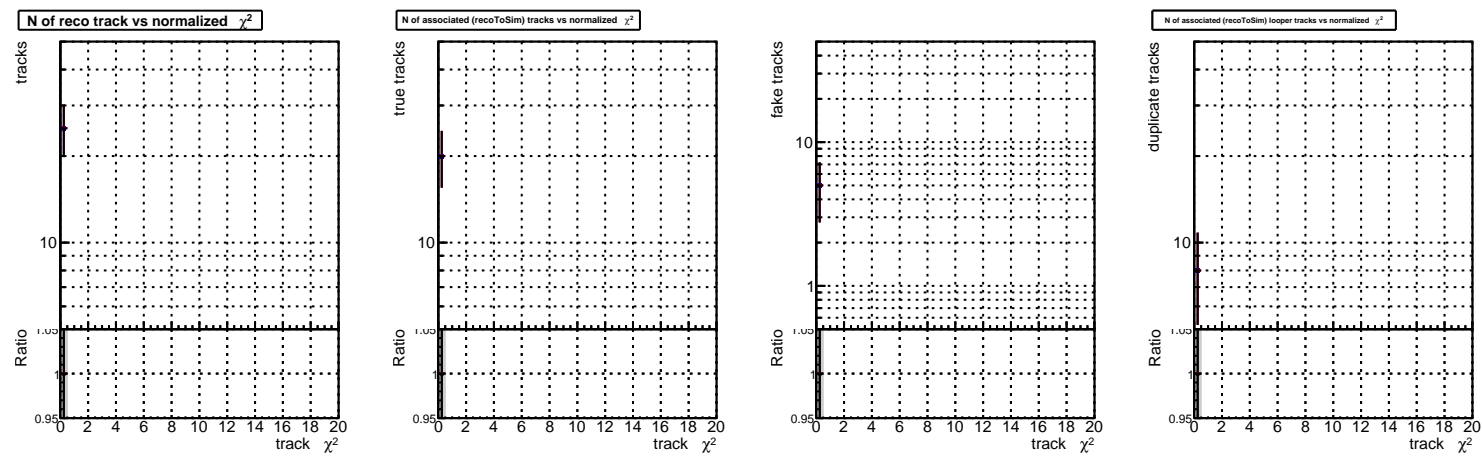 N of reco track vs normalized χ²
tracks
10
Ratio
1.05
1
0.95
0 2 4 6 8 10 12 14 16 18 20
track χ²
N of associated (recoToSim) tracks vs normalized χ²
true tracks
10
Ratio
1.05
1
0.95
0 2 4 6 8 10 12 14 16 18 20
track χ²
fake tracks
10
1
Ratio
1.05
1
0.95
0 2 4 6 8 10 12 14 16 18 20
track χ²
N of associated (recoToSim) looper tracks vs normalized χ²
duplicate tracks
10
Ratio
1.05
1
0.95
0 2 4 6 8 10 12 14 16 18 20
track χ²